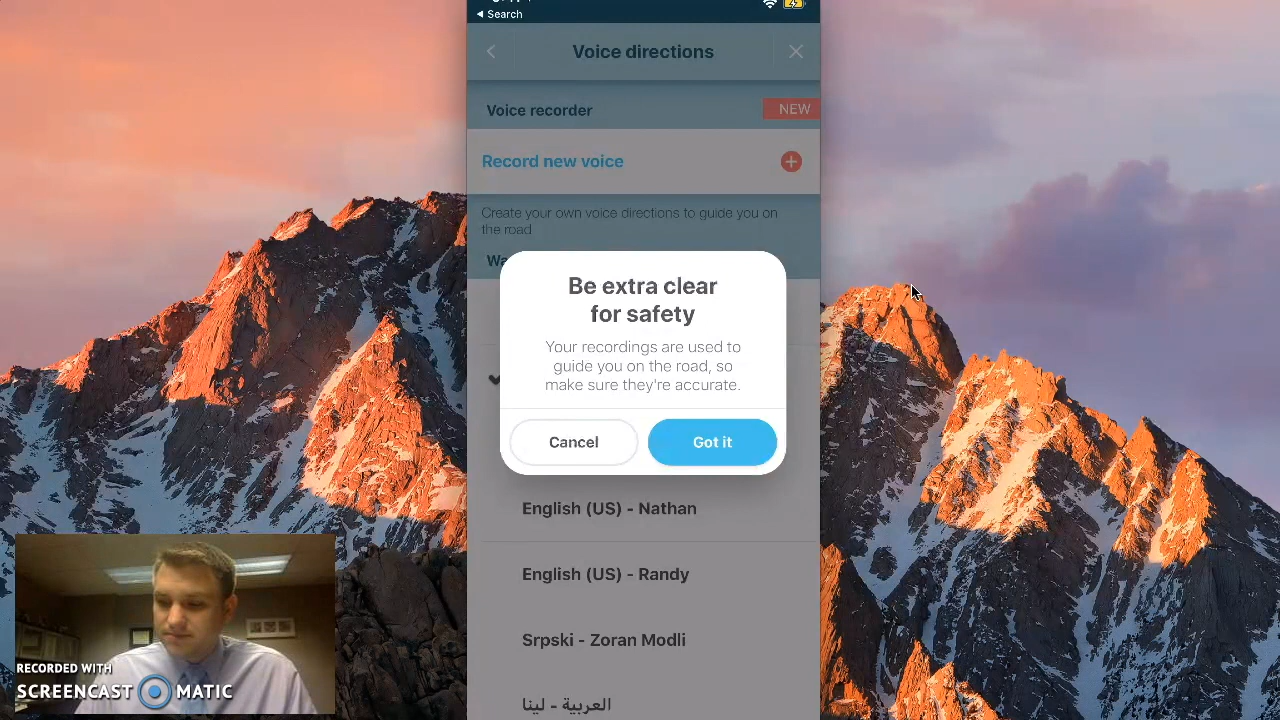 Search
Voice directions
Voice recorder
NEW
Record new voice
Create your own voice directions to guide you on
the road
Be extra clear
for safety
Your recordings are used to
guide you on the road, so
make sure they're accurate.
Cancel
Got it
English (US) - Nathan
English (US) - Randy
Srpski - Zoran Modli
العربية - لينا
RECORDED WITH
SCREENCAST MATIC